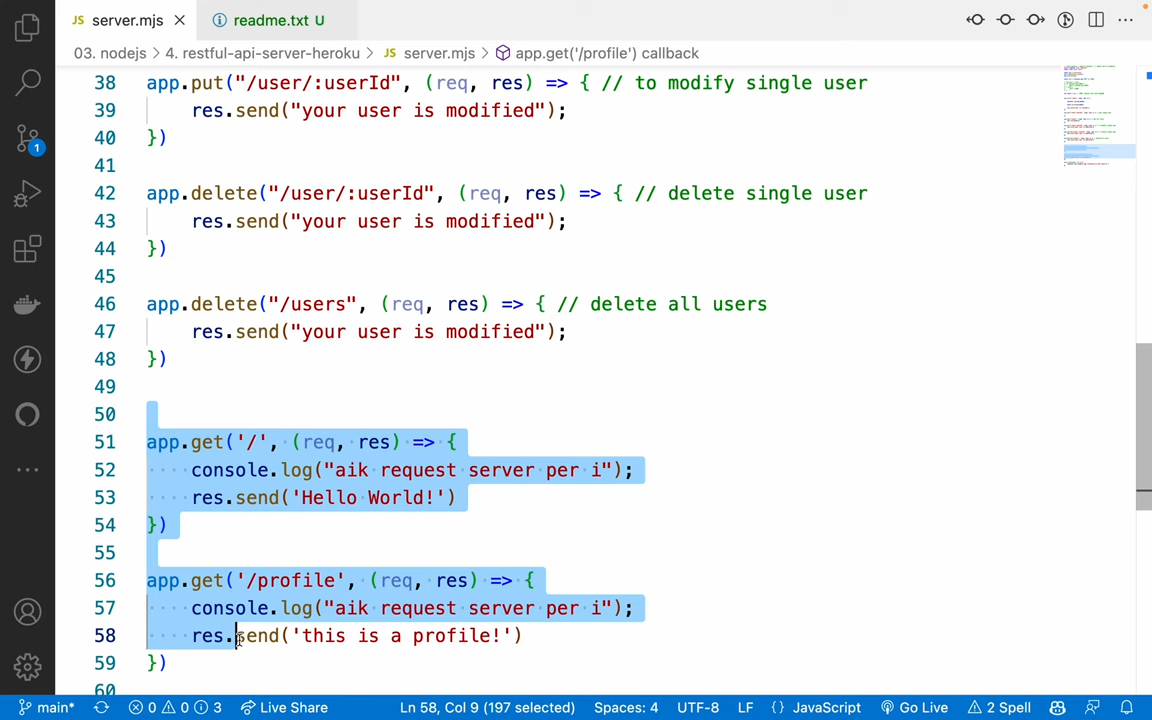 JS server.mjs
readme.txt U
03. nodejs > 4. restful-api-server-heroku > JS server.mjs > app.get('/profile') callback
38 app.put("/user/:userId", (req, res) => { // to modify single user
39 res.send("your user is modified");
40 })
41
42 app.delete("/user/:userId", (req, res) => { // delete single user
43 res.send("your user is modified");
44 })
45
46 app.delete("/users", (req, res) => { // delete all users
47 res.send("your user is modified");
48 })
49
50
51 app.get('/', (req, res) => {
52 console.log("aik request server per i");
53 res.send('Hello World!')
54 })
55
56 app.get('/profile', (req, res) => {
57 console.log("aik request server per i");
58 res.send('this is a profile!')
59 })
60
1
main* 0 0 3 Live Share Ln 58, Col 9 (197 selected) Spaces: 4 UTF-8 LF {} JavaScript Go Live 2 Spell